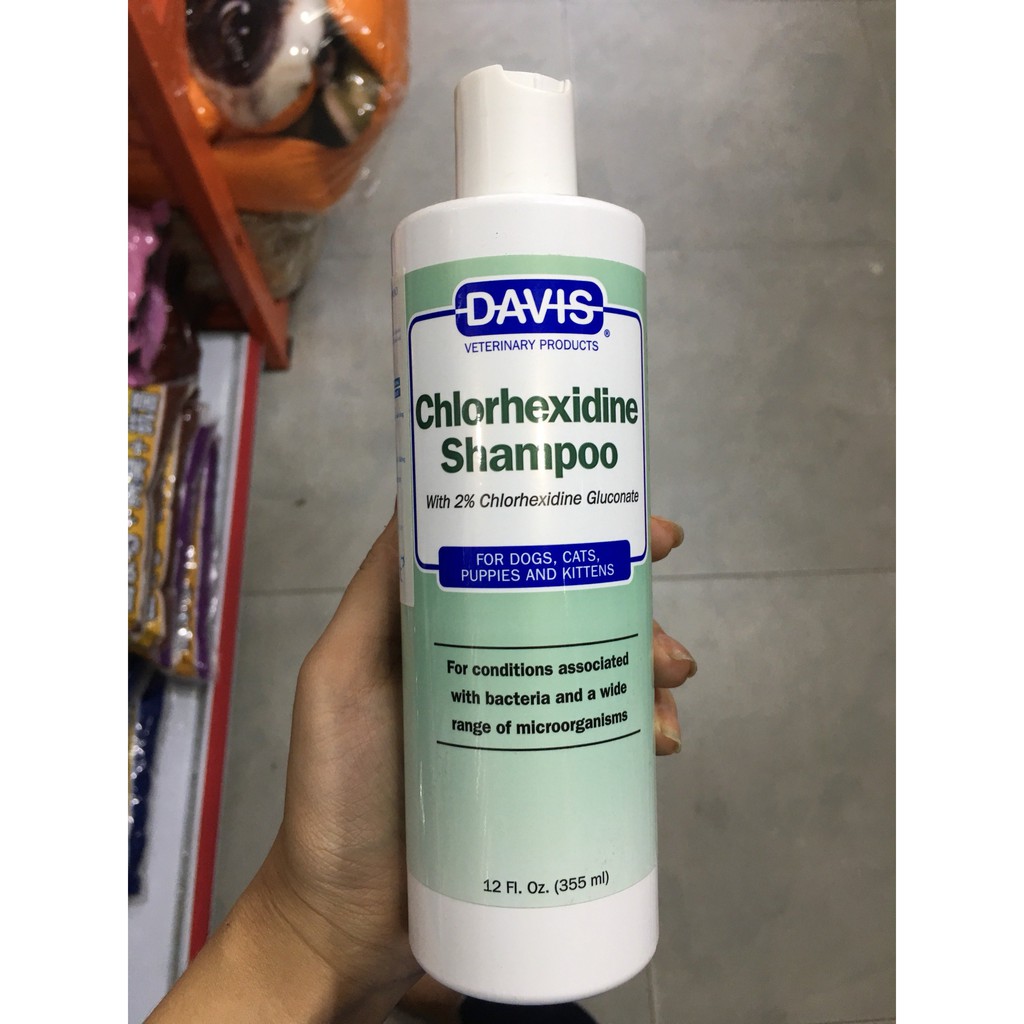 DAVIS
VETERINARY PRODUCTS
®
Chlorhexidine
Shampoo
With 2% Chlorhexidine Gluconate
FOR DOGS, CATS,
PUPPIES AND KITTENS
For conditions associated
with bacteria and a wide
range of microorganisms
12 Fl. Oz. (355 ml)